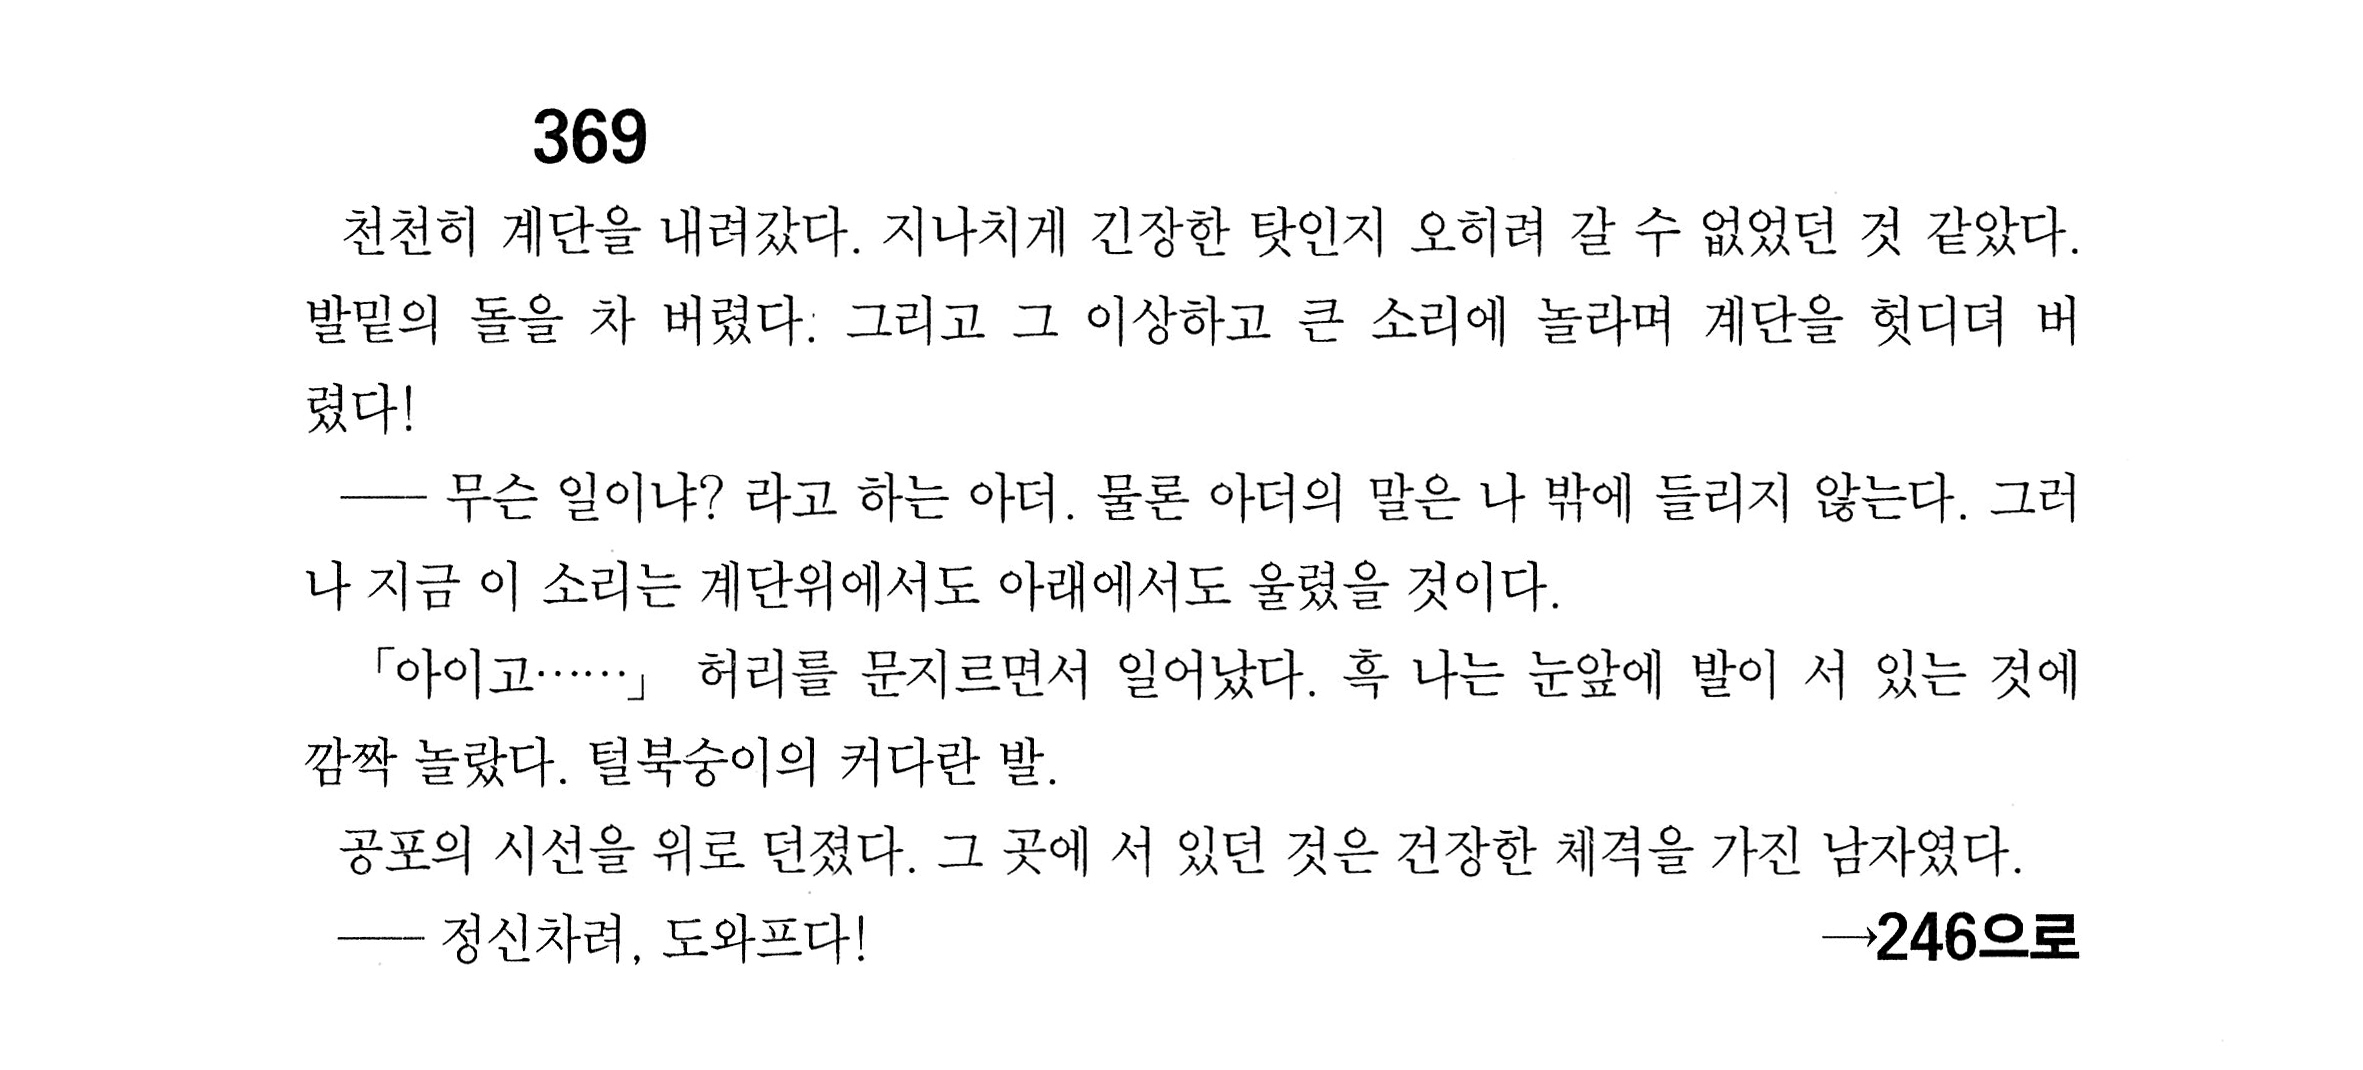 369
천천히 계단을 내려갔다. 지나치게 긴장한 탓인지 오히려 갈 수 없었던 것 같았다.
발밑의 돌을 차 버렸다. 그리고 그 이상하고 큰 소리에 놀라며 계단을 헛디뎌 버
렸다!
── 무슨 일이냐? 라고 하는 아더. 물론 아더의 말은 나 밖에 들리지 않는다. 그러
나 지금 이 소리는 계단위에서도 아래에서도 울렸을 것이다.
「아이고……」 허리를 문지르면서 일어났다. 흑 나는 눈앞에 발이 서 있는 것에
깜짝 놀랐다. 털북숭이의 커다란 발.
공포의 시선을 위로 던졌다. 그 곳에 서 있던 것은 건장한 체격을 가진 남자였다.
── 정신차려, 도와프다! →246으로